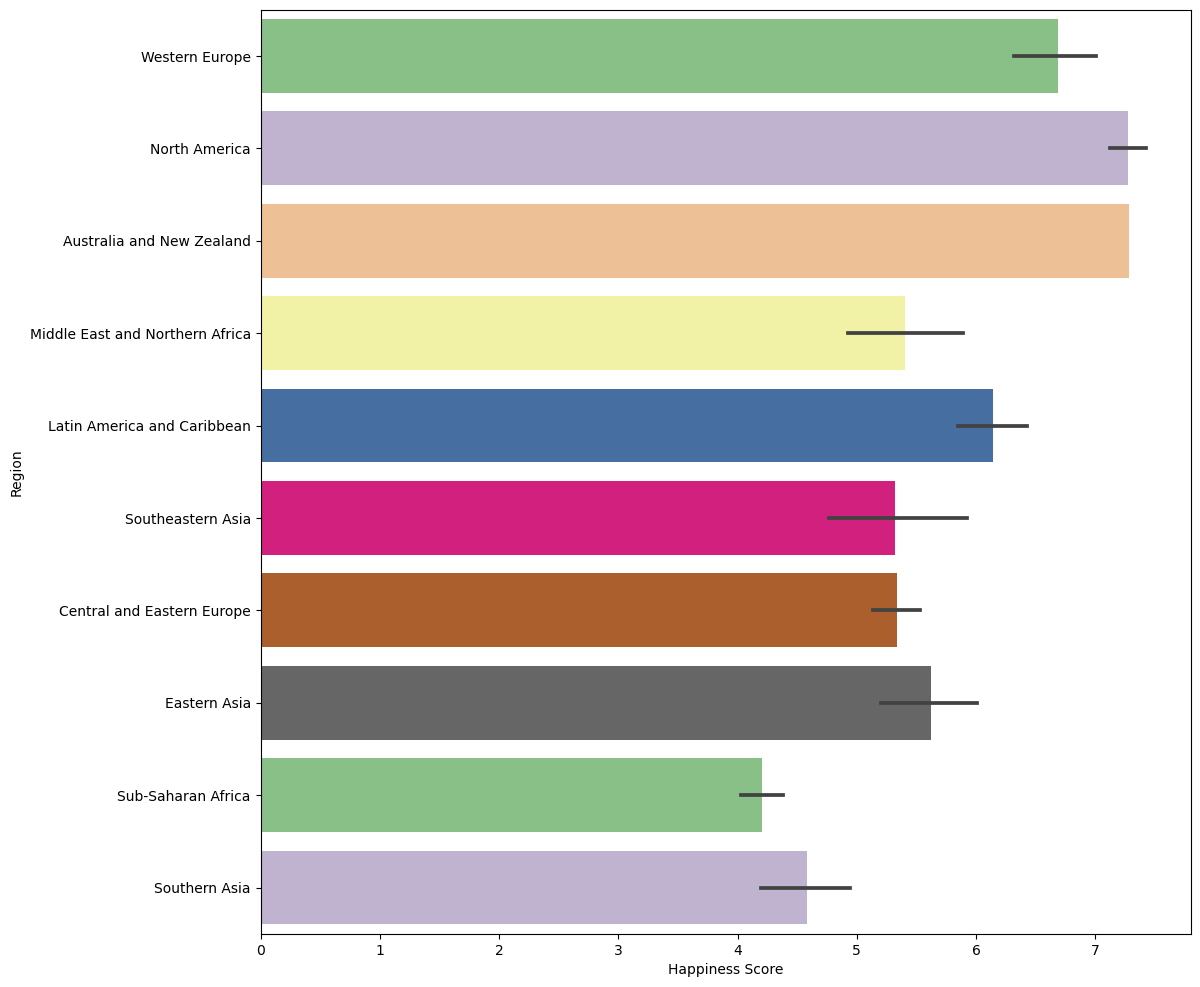 Western Europe
North America
Australia and New Zealand
Middle East and Northern Africa
Latin America and Caribbean
Southeastern Asia
Central and Eastern Europe
Eastern Asia
Sub-Saharan Africa
Southern Asia
Region
0 1 2 3 4 5 6 7
Happiness Score